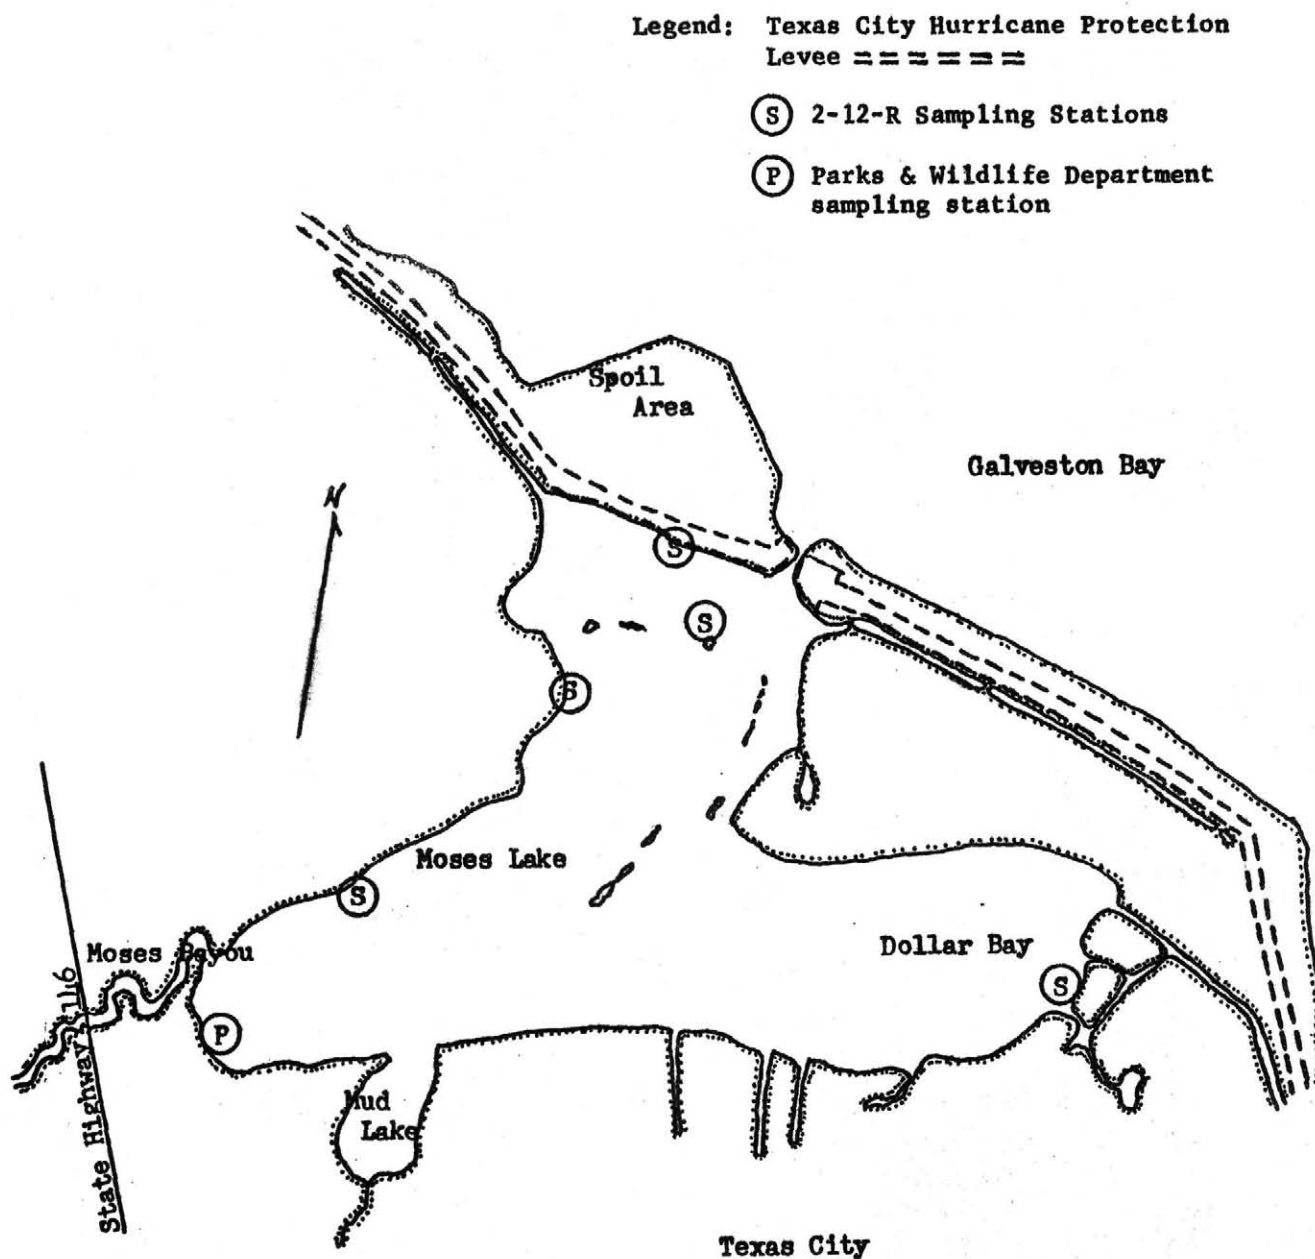 Legend: Texas City Hurricane Protection
Levee ======
Ⓢ 2-12-R Sampling Stations
Ⓟ Parks & Wildlife Department
sampling station
Spoil
Area
Galveston Bay
N
S
S
S
Moses Lake
S
Moses Bayou
Dollar Bay
S
P
State Highway 146
Mud
Lake
Texas City